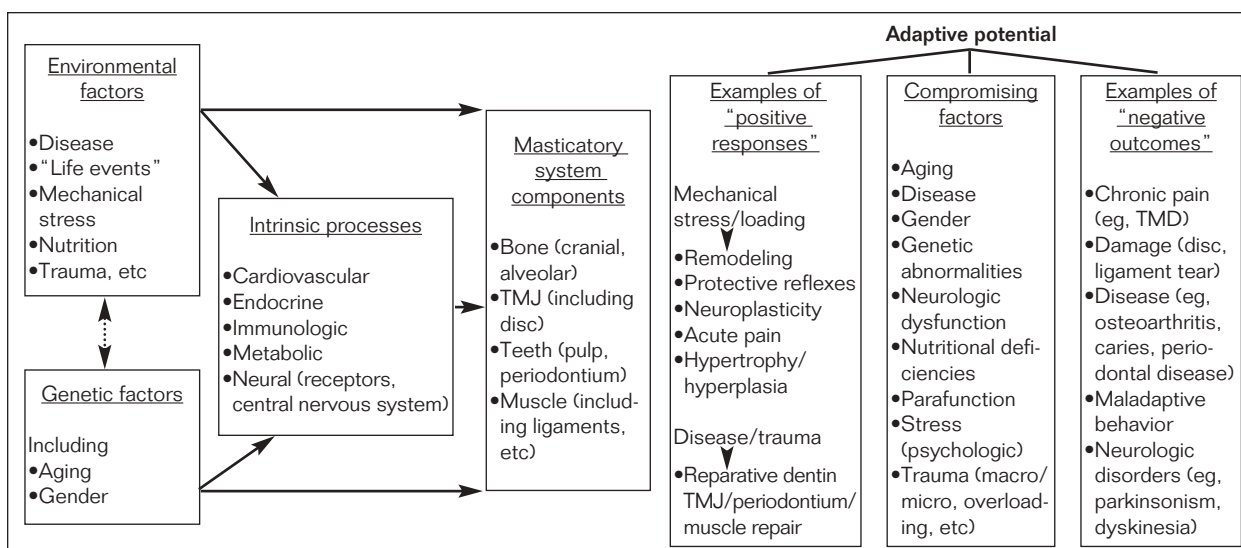 Environmental
factors
•Disease
•“Life events”
•Mechanical
stress
•Nutrition
•Trauma, etc
Genetic factors
Including
•Aging
•Gender
Intrinsic processes
•Cardiovascular
•Endocrine
•Immunologic
•Metabolic
•Neural (receptors,
central nervous system)
Masticatory
system
components
•Bone (cranial,
alveolar)
•TMJ (including
disc)
•Teeth (pulp,
periodontium)
•Muscle (includ-
ing ligaments,
etc)
Adaptive potential
Examples of
“positive
responses”
Mechanical
stress/loading
•Remodeling
•Protective reflexes
•Neuroplasticity
•Acute pain
•Hypertrophy/
hyperplasia
Disease/trauma
•Reparative dentin
TMJ/periodontium/
muscle repair
Compromising
factors
•Aging
•Disease
•Gender
•Genetic
abnormalities
•Neurologic
dysfunction
•Nutritional defi-
ciencies
•Parafunction
•Stress
(psychologic)
•Trauma (macro/
micro, overload-
ing, etc)
Examples of
“negative
outcomes”
•Chronic pain
(eg, TMD)
•Damage (disc,
ligament tear)
•Disease (eg,
osteoarthritis,
caries, perio-
dontal disease)
•Maladaptive
behavior
•Neurologic
disorders (eg,
parkinsonism,
dyskinesia)